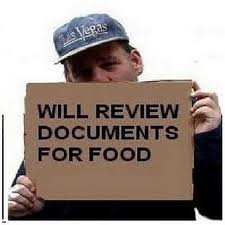 Las Vegas
WILL REVIEW
DOCUMENTS
FOR FOOD